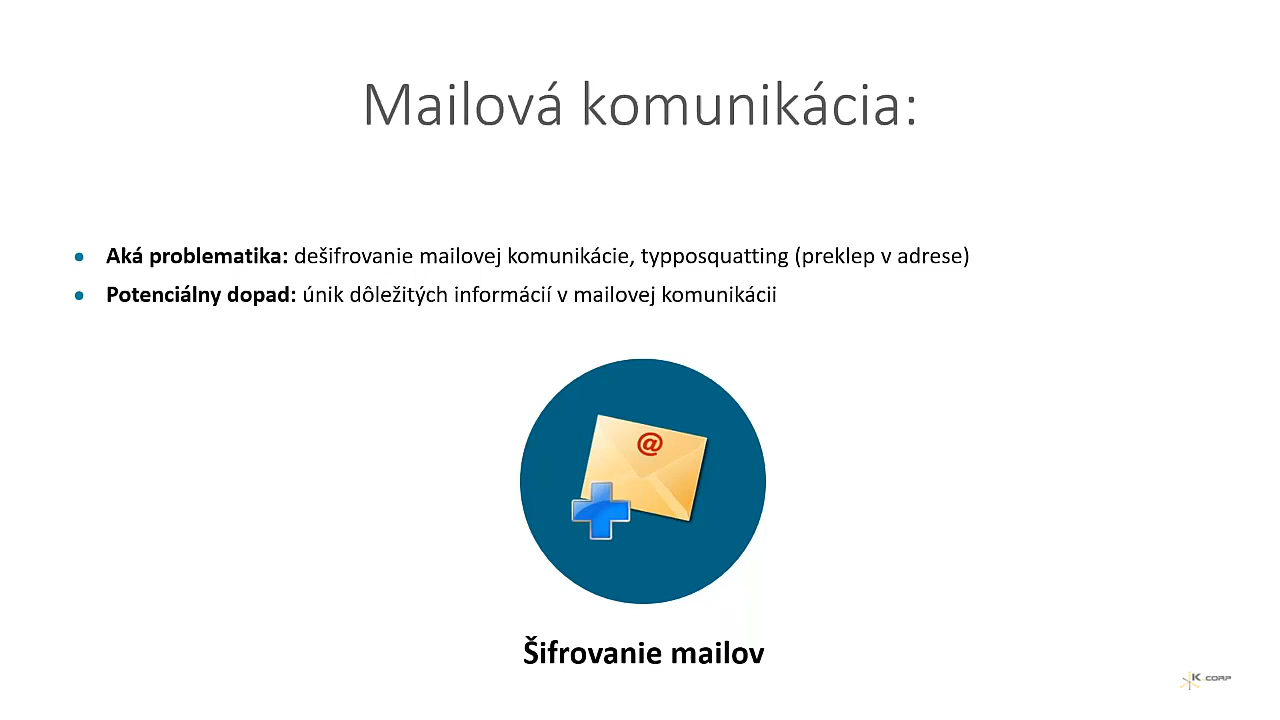 Mailová komunikácia:
• Aká problematika: dešifrovanie mailovej komunikácie, typposquatting (preklep v adrese)
• Potenciálny dopad: únik dôležitých informácií v mailovej komunikácii
@
Šifrovanie mailov
K CORP